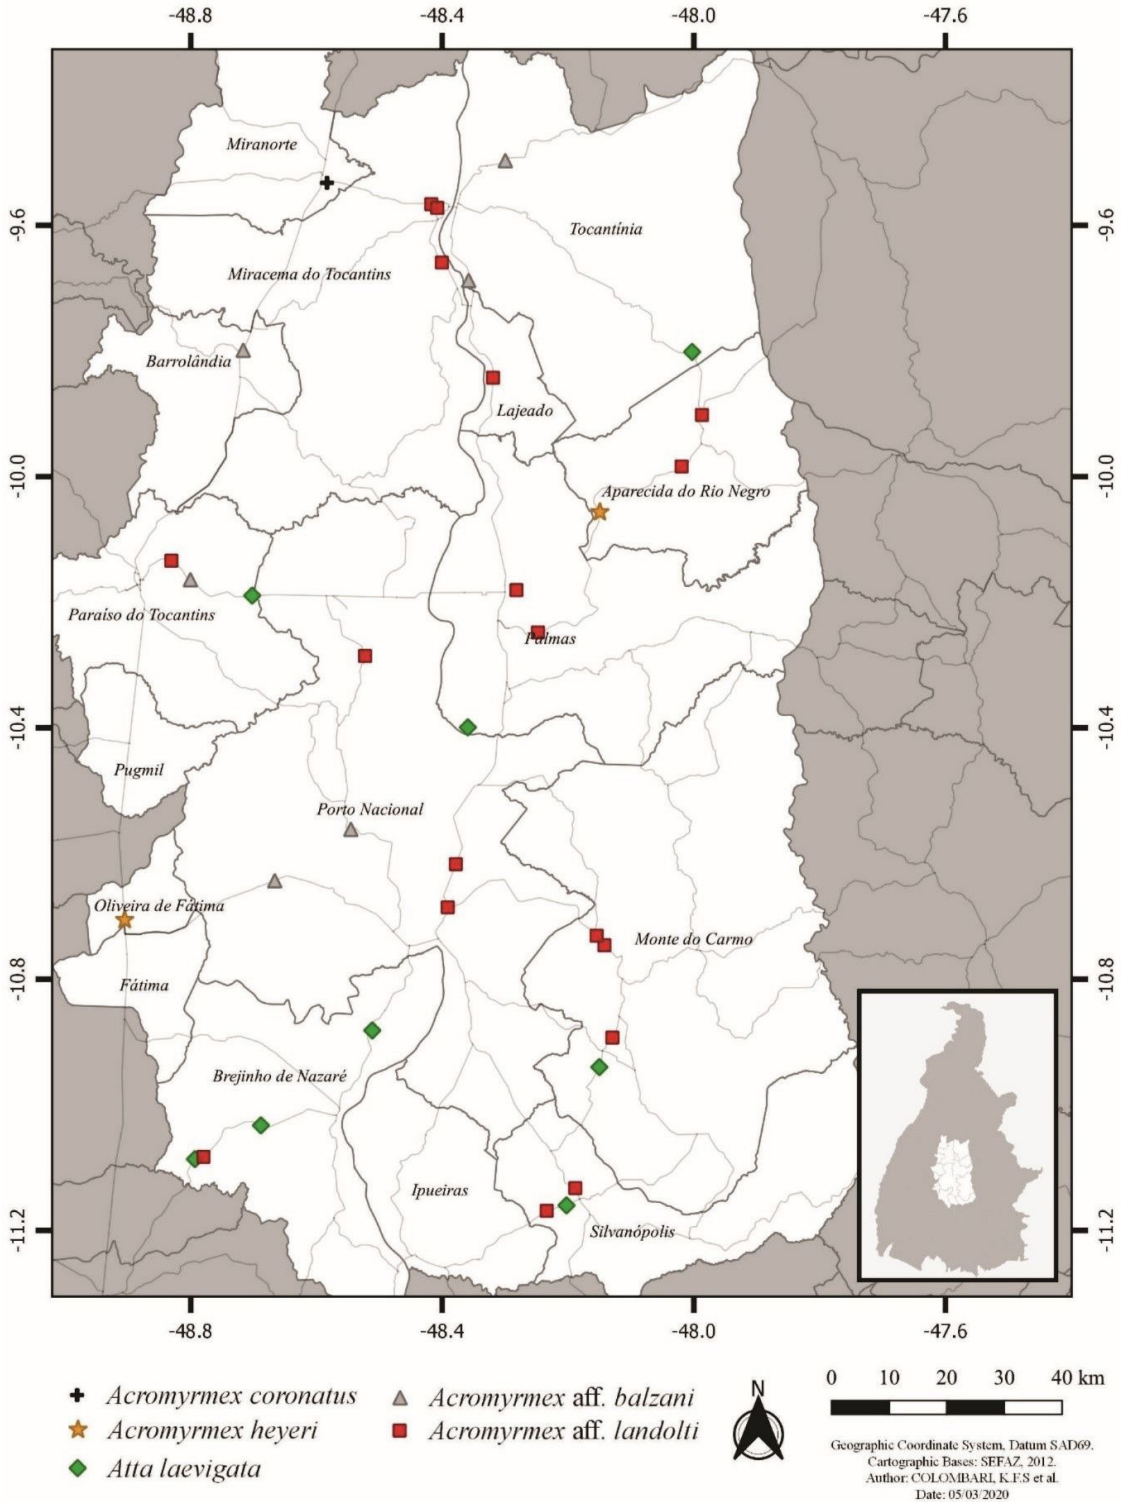 -48.8 -48.4 -48.0 -47.6
Miranorte
-9.6 -9.6
Tocantínia
Miracema do Tocantins
Barrolândia
Lajeado
-10.0 -10.0
Aparecida do Rio Negro
Paraíso do Tocantins
Palmas
-10.4 -10.4
Pugmil
Porto Nacional
Oliveira de Fátima
Monte do Carmo
-10.8 -10.8
Fátima
Brejinho de Nazaré
Ipueiras
-11.2 -11.2
Silvanópolis
-48.8 -48.4 -48.0 -47.6
Acromyrmex coronatus
Acromyrmex heyeri
Atta laevigata
Acromyrmex aff. balzani
Acromyrmex aff. landolti
N
0 10 20 30 40 km
Geographic Coordinate System, Datum SAD69.
Cartographic Bases: SEFAZ, 2012.
Author: COLOMBARI, K.F.S et al.
Date: 05/03/2020